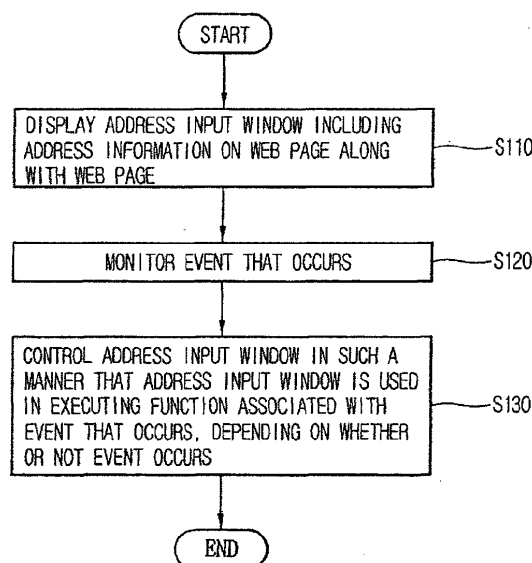 START
DISPLAY ADDRESS INPUT WINDOW INCLUDING
ADDRESS INFORMATION ON WEB PAGE ALONG
WITH WEB PAGE
S110
MONITOR EVENT THAT OCCURS
S120
CONTROL ADDRESS INPUT WINDOW IN SUCH A
MANNER THAT ADDRESS INPUT WINDOW IS USED
IN EXECUTING FUNCTION ASSOCIATED WITH
EVENT THAT OCCURS, DEPENDING ON WHETHER
OR NOT EVENT OCCURS
S130
END